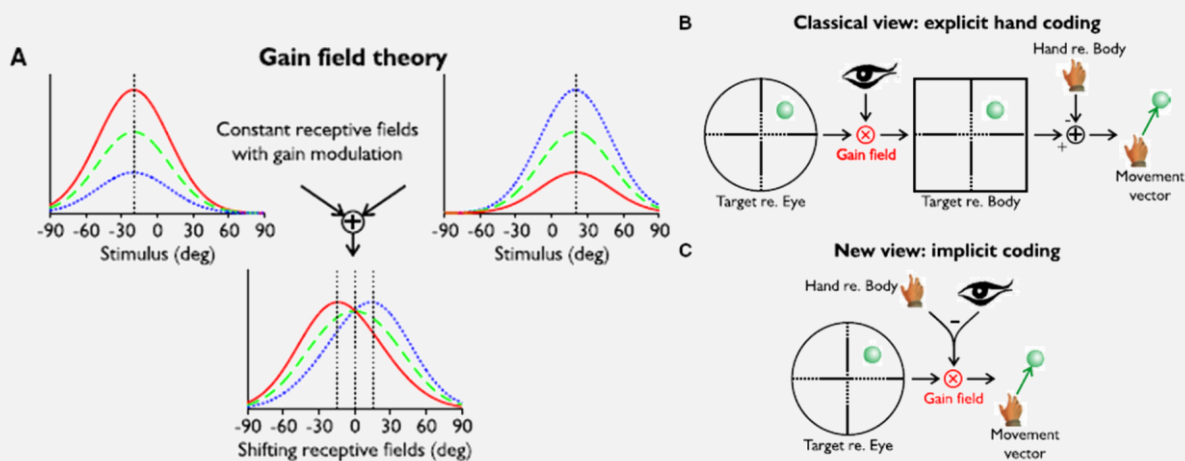 A
Gain field theory
Constant receptive fields
with gain modulation
-90 -60 -30 0 30 60 90
Stimulus (deg)
-90 -60 -30 0 30 60 90
Stimulus (deg)
+
-90 -60 -30 0 30 60 90
Shifting receptive fields (deg)
B
Classical view: explicit hand coding
Hand re. Body
-
+
+
×
Gain field
Target re. Eye
Target re. Body
Movement
vector
C
New view: implicit coding
Hand re. Body
-
×
Gain field
Target re. Eye
Movement
vector